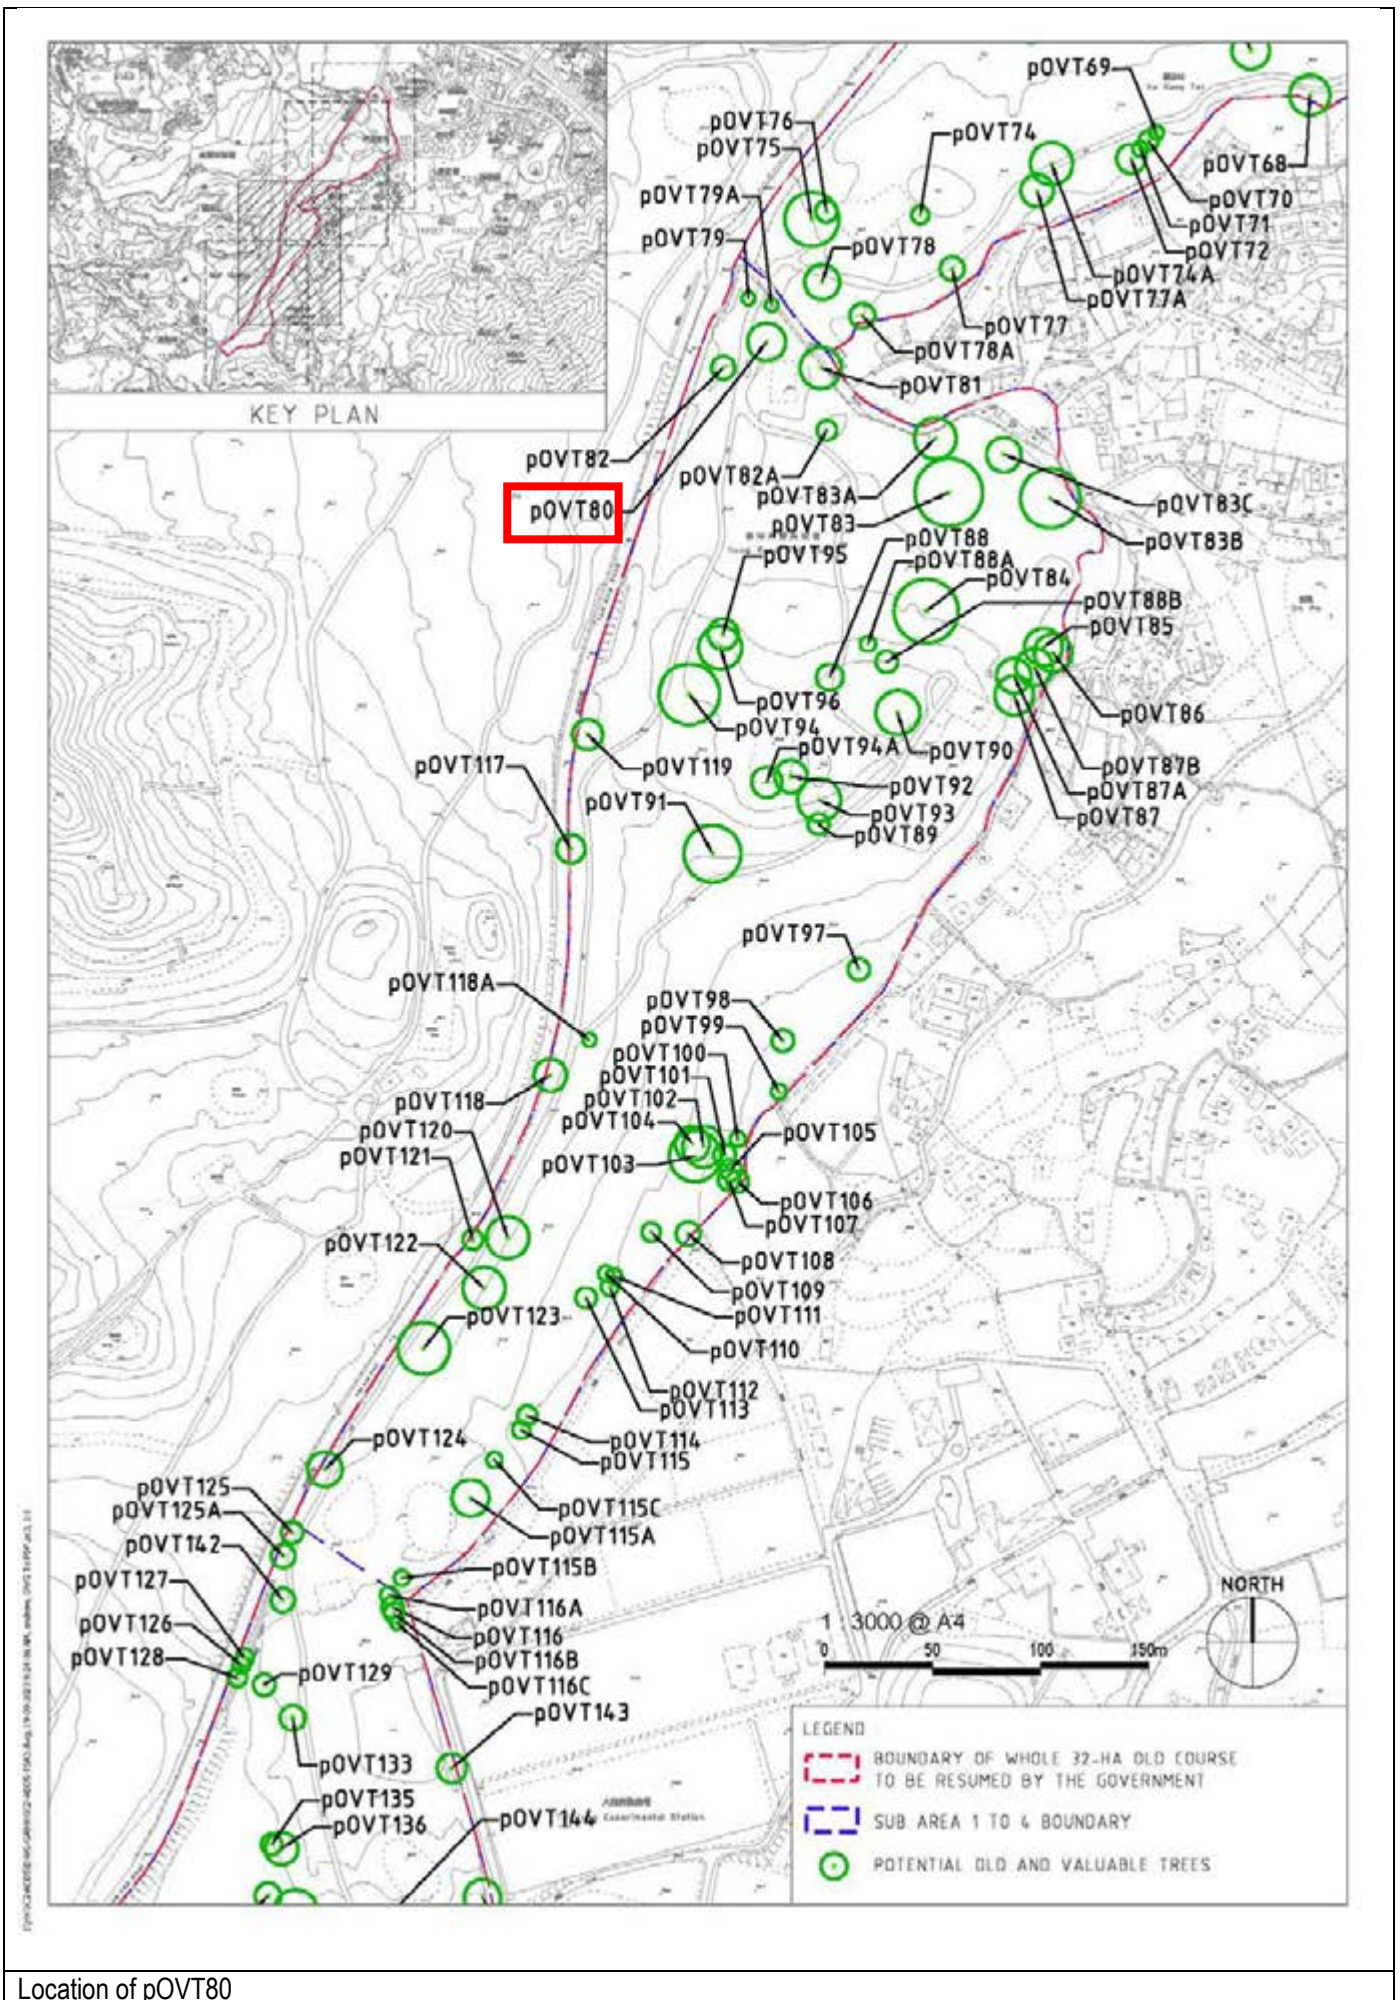 KEY PLAN
pOVT69
pOVT76
pOVT74
pOVT75
pOVT68
pOVT79A
pOVT70
pOVT71
pOVT79
pOVT78
pOVT72
pOVT74A
pOVT77A
pOVT77
pOVT78A
pOVT81
pOVT82
pOVT82A
pOVT83A
pOVT83C
pOVT80
pOVT83
pOVT88
pOVT83B
pOVT95
pOVT88A
pOVT84
pOVT88B
pOVT85
pOVT96
pOVT86
pOVT94
pOVT94A
pOVT90
pOVT117
pOVT119
pOVT87B
pOVT92
pOVT87A
pOVT91
pOVT93
pOVT87
pOVT89
pOVT97
pOVT118A
pOVT98
pOVT99
pOVT100
pOVT101
pOVT118
pOVT102
pOVT104
pOVT120
pOVT105
pOVT121
pOVT103
pOVT106
pOVT107
pOVT122
pOVT108
pOVT109
pOVT123
pOVT111
pOVT110
pOVT112
pOVT113
pOVT124
pOVT114
pOVT115
pOVT125
pOVT125A
pOVT115C
pOVT115A
pOVT142
pOVT115B
pOVT127
pOVT116A
pOVT126
pOVT116
pOVT128
pOVT116B
pOVT129
pOVT116C
pOVT143
pOVT133
pOVT135
pOVT136
pOVT144
Experimental Station
NORTH
1 : 3000 @ A4
0 50 100 150m
LEGEND
BOUNDARY OF WHOLE 32-HA OLD COURSE
TO BE RESUMED BY THE GOVERNMENT
SUB AREA 1 TO 4 BOUNDARY
POTENTIAL OLD AND VALUABLE TREES
Location of pOVT80